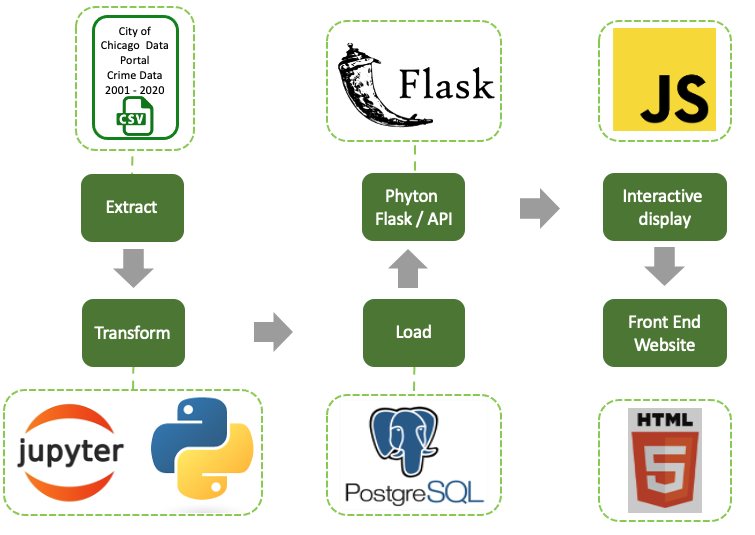 City of
Chicago Data
Portal
Crime Data
2001 - 2020
CSV
Extract
Transform
jupyter
Flask
Phyton
Flask / API
Load
PostgreSQL
JS
Interactive
display
Front End
Website
HTML
5